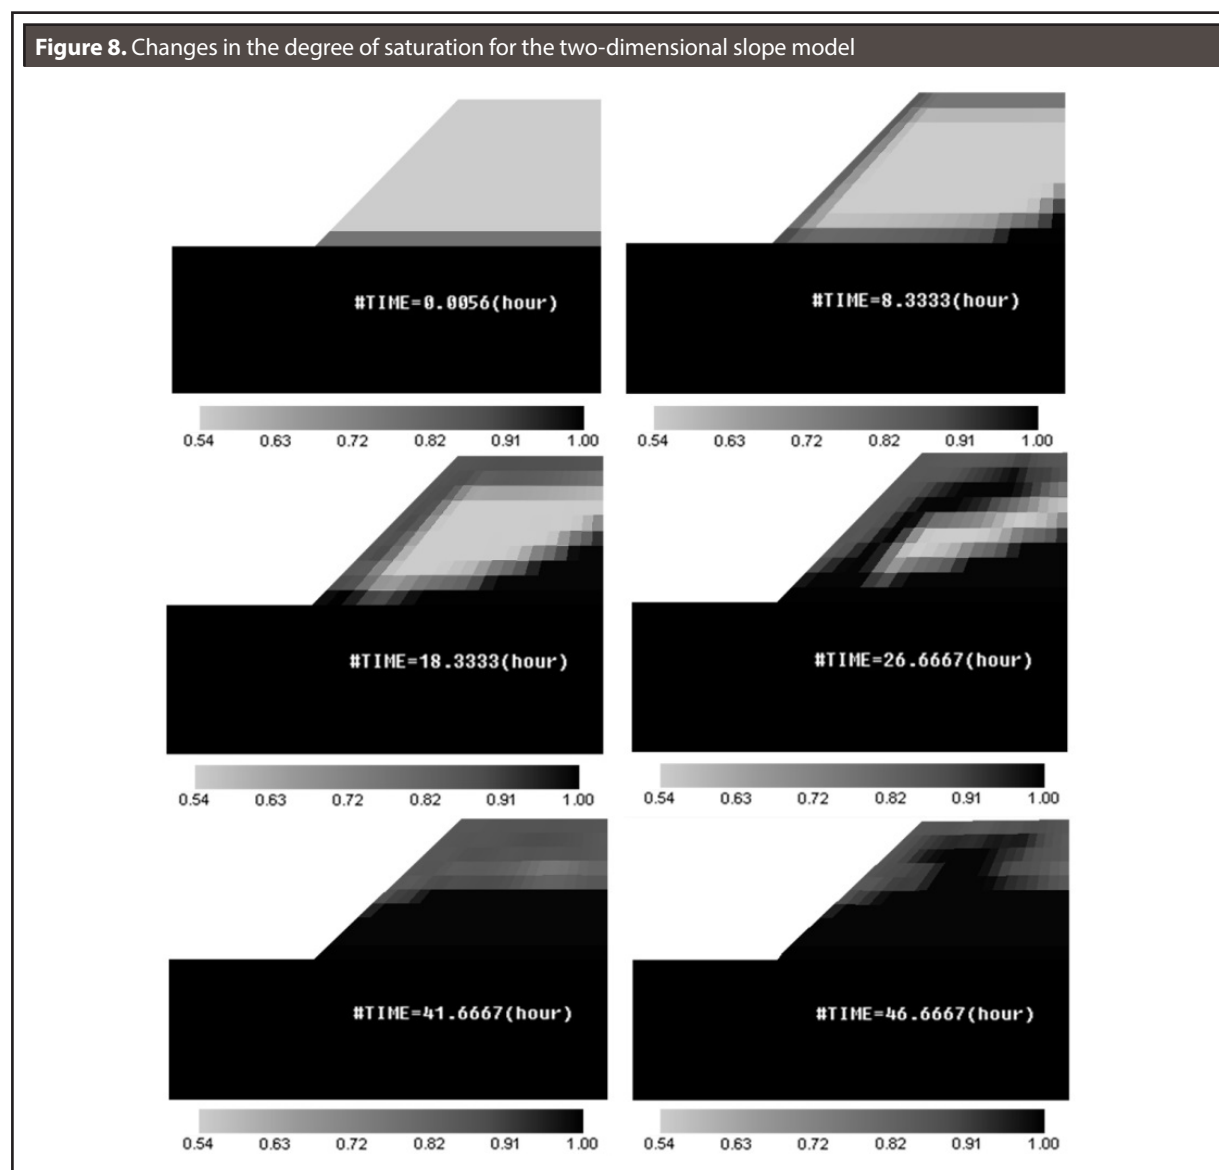 Figure 8. Changes in the degree of saturation for the two-dimensional slope model
#TIME=0.0056(hour)
0.54 0.63 0.72 0.82 0.91 1.00
#TIME=8.3333(hour)
0.54 0.63 0.72 0.82 0.91 1.00
#TIME=18.3333(hour)
0.54 0.63 0.72 0.82 0.91 1.00
#TIME=26.6667(hour)
0.54 0.63 0.72 0.82 0.91 1.00
#TIME=41.6667(hour)
0.54 0.63 0.72 0.82 0.91 1.00
#TIME=46.6667(hour)
0.54 0.63 0.72 0.82 0.91 1.00